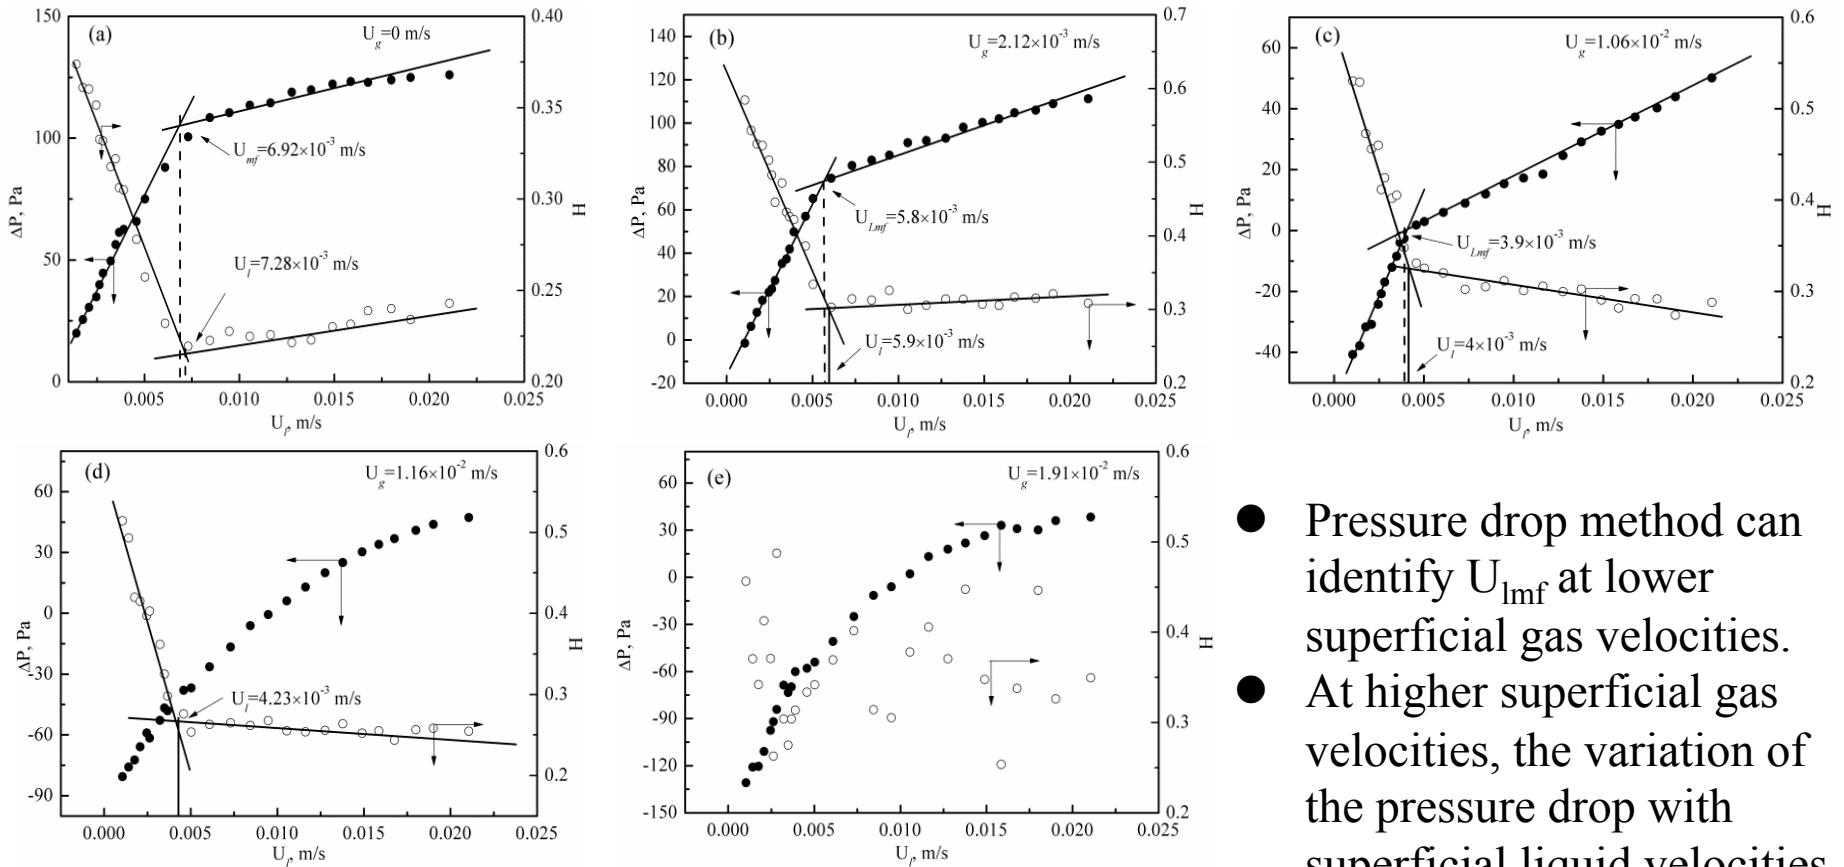 (a)
U_g=0 m/s
U_mf=6.92×10⁻³ m/s
U_l=7.28×10⁻³ m/s
150
100
50
0
0.40
0.35
0.30
0.25
0.20
0.005
0.010
0.015
0.020
0.025
ΔP, Pa
H
U_l, m/s
(b)
U_g=2.12×10⁻³ m/s
U_Lmf=5.8×10⁻³ m/s
U_l=5.9×10⁻³ m/s
140
120
100
80
60
40
20
0
-20
0.7
0.6
0.5
0.4
0.3
0.2
0.000
0.005
0.010
0.015
0.020
0.025
ΔP, Pa
H
U_l, m/s
(c)
U_g=1.06×10⁻² m/s
U_Lmf=3.9×10⁻³ m/s
U_l=4×10⁻³ m/s
60
40
20
0
-20
-40
0.6
0.5
0.4
0.3
0.2
0.000
0.005
0.010
0.015
0.020
0.025
ΔP, Pa
H
U_l, m/s
(d)
U_g=1.16×10⁻² m/s
U_l=4.23×10⁻³ m/s
60
30
0
-30
-60
-90
0.6
0.5
0.4
0.3
0.2
0.000
0.005
0.010
0.015
0.020
0.025
ΔP, Pa
H
U_l, m/s
(e)
U_g=1.91×10⁻² m/s
60
30
0
-30
-60
-90
-120
-150
0.6
0.5
0.4
0.3
0.2
0.000
0.005
0.010
0.015
0.020
0.025
ΔP, Pa
H
U_l, m/s
● Pressure drop method can
identify U_lmf at lower
superficial gas velocities.
● At higher superficial gas
velocities, the variation of
the pressure drop with
superficial liquid velocities